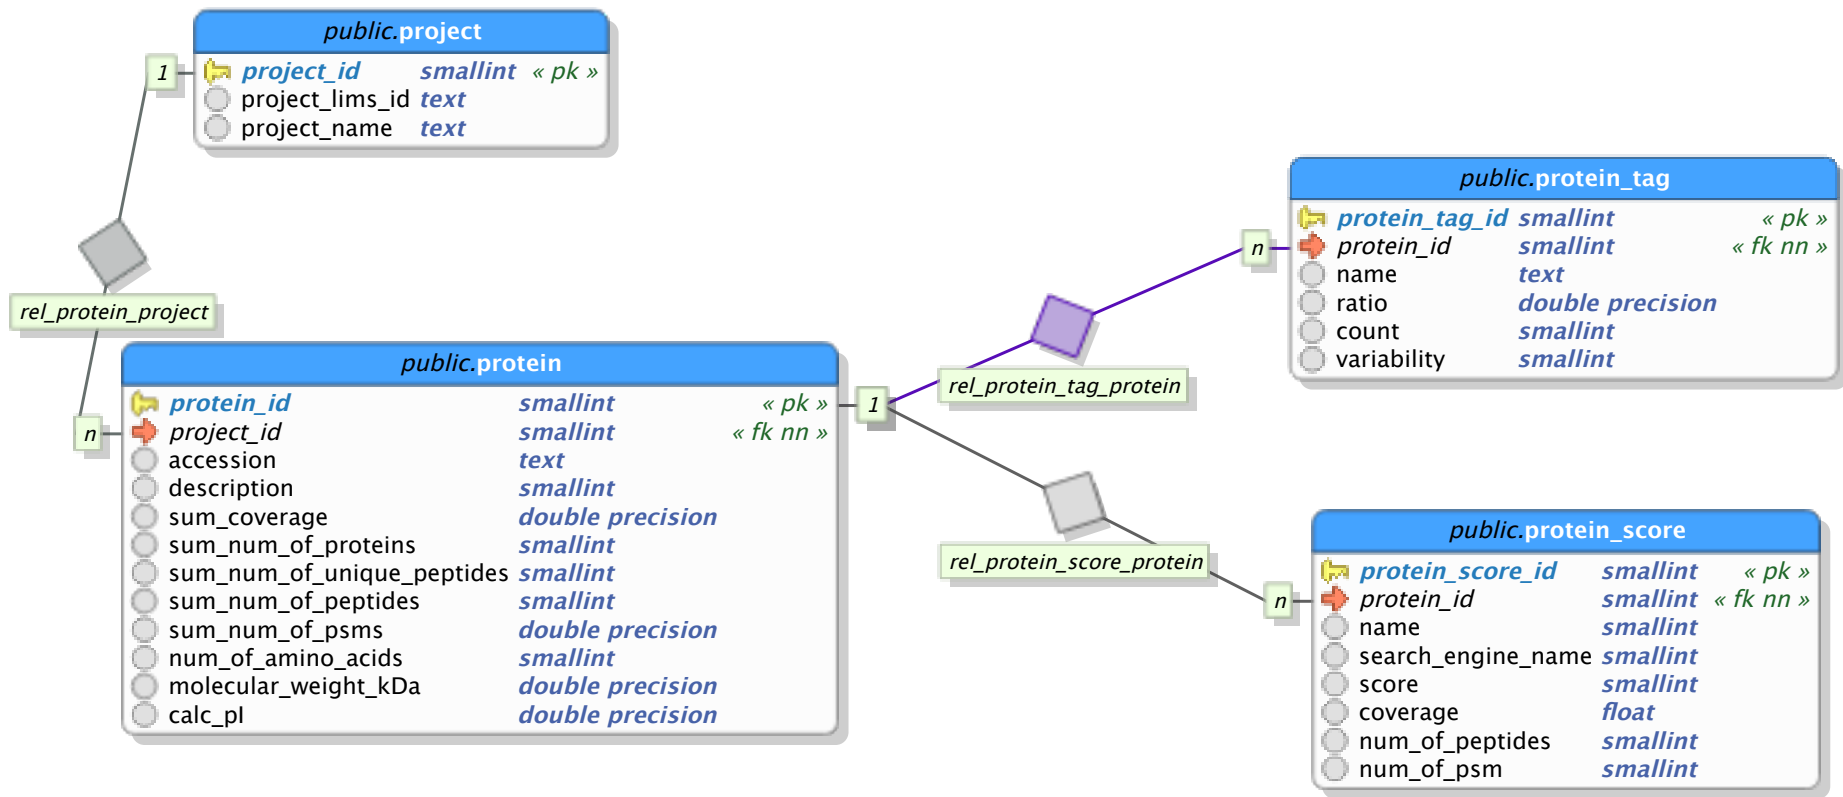 public.project
1
project_id smallint « pk »
project_lims_id text
project_name text
rel_protein_project
n
public.protein
protein_id smallint « pk »
project_id smallint « fk nn »
accession text
description smallint
sum_coverage double precision
sum_num_of_proteins smallint
sum_num_of_unique_peptides smallint
sum_num_of_peptides smallint
sum_num_of_psms double precision
num_of_amino_acids smallint
molecular_weight_kDa double precision
calc_pI double precision
1
rel_protein_tag_protein
n
public.protein_tag
protein_tag_id smallint « pk »
protein_id smallint « fk nn »
name text
ratio double precision
count smallint
variability smallint
rel_protein_score_protein
n
public.protein_score
protein_score_id smallint « pk »
protein_id smallint « fk nn »
name smallint
search_engine_name smallint
score smallint
coverage float
num_of_peptides smallint
num_of_psm smallint